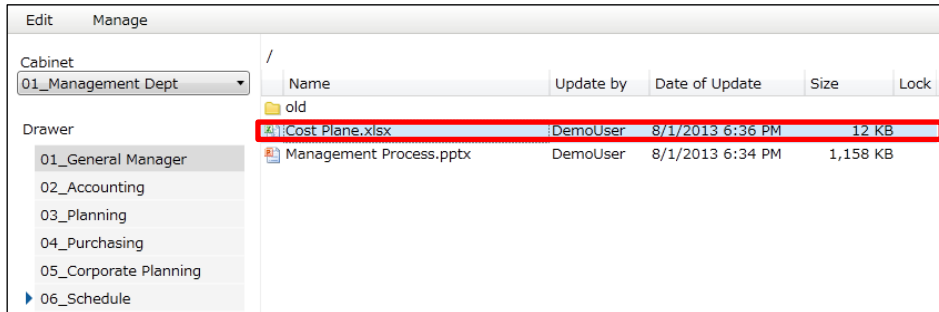 Edit Manage
Cabinet
01_Management Dept
Drawer
01_General Manager
02_Accounting
03_Planning
04_Purchasing
05_Corporate Planning
06_Schedule
/
Name Update by Date of Update Size Lock
old
Cost Plane.xlsx DemoUser 8/1/2013 6:36 PM 12 KB
Management Process.pptx DemoUser 8/1/2013 6:34 PM 1,158 KB